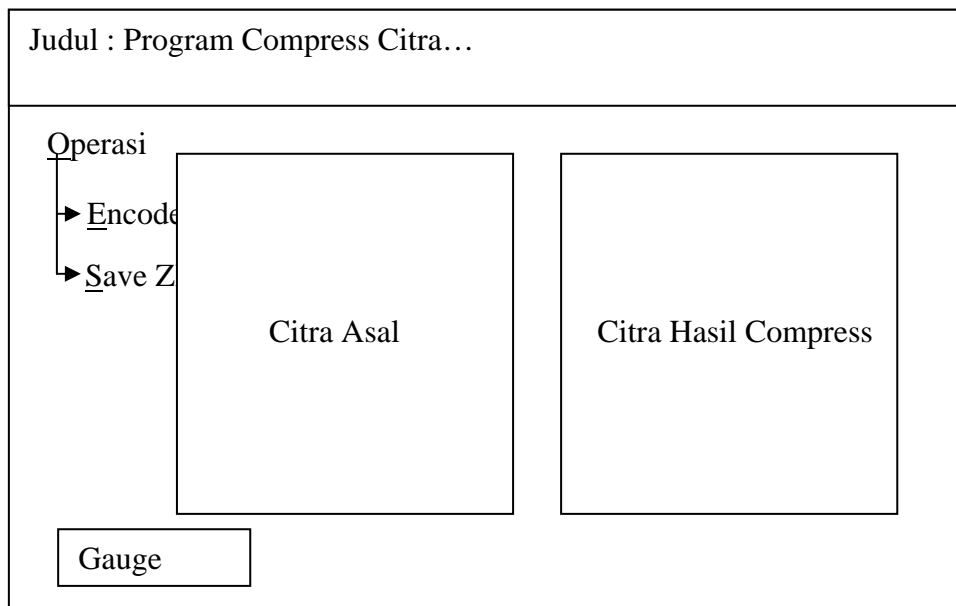 Judul : Program Compress Citra…
Operasi
Encode
Save Z
Citra Asal
Citra Hasil Compress
Gauge